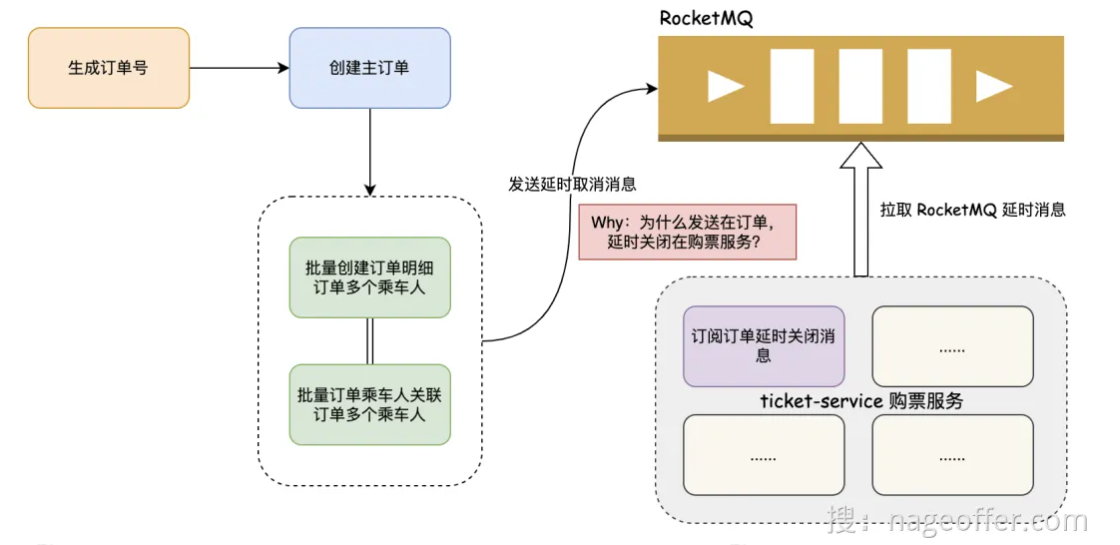 RocketMQ
生成订单号
创建主订单
发送延时取消消息
Why：为什么发送在订单，
延时关闭在购票服务？
拉取 RocketMQ 延时消息
批量创建订单明细
订单多个乘车人
批量订单乘车人关联
订单多个乘车人
订阅订单延时关闭消
息
......
ticket-service 购票服务
......
......
搜：nageoffer.com